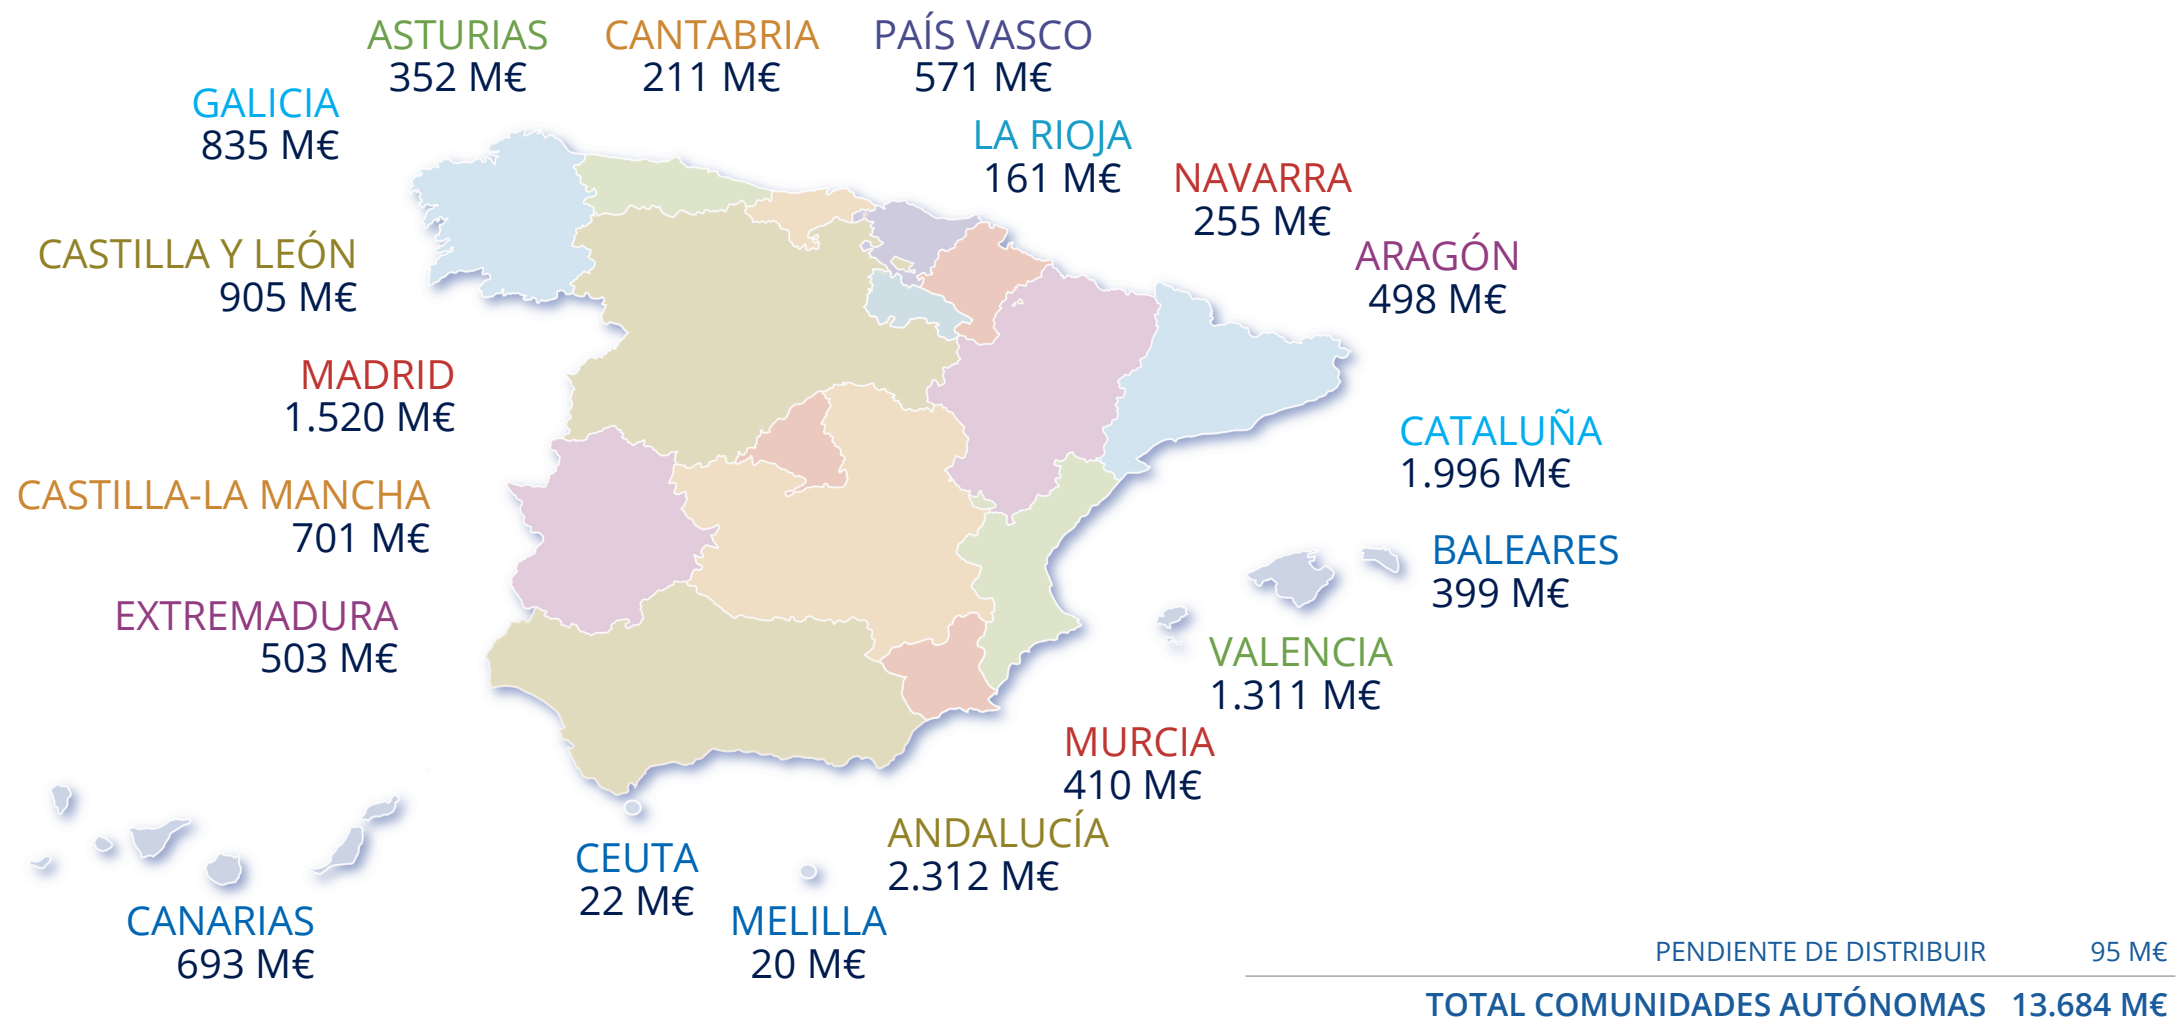 ASTURIAS
352 M€
CANTABRIA
211 M€
PAÍS VASCO
571 M€
GALICIA
835 M€
LA RIOJA
161 M€
NAVARRA
255 M€
CASTILLA Y LEÓN
905 M€
ARAGÓN
498 M€
MADRID
1.520 M€
CATALUÑA
1.996 M€
CASTILLA-LA MANCHA
701 M€
BALEARES
399 M€
EXTREMADURA
503 M€
VALENCIA
1.311 M€
MURCIA
410 M€
ANDALUCÍA
2.312 M€
CEUTA
22 M€
MELILLA
20 M€
CANARIAS
693 M€
PENDIENTE DE DISTRIBUIR 95 M€
TOTAL COMUNIDADES AUTÓNOMAS 13.684 M€